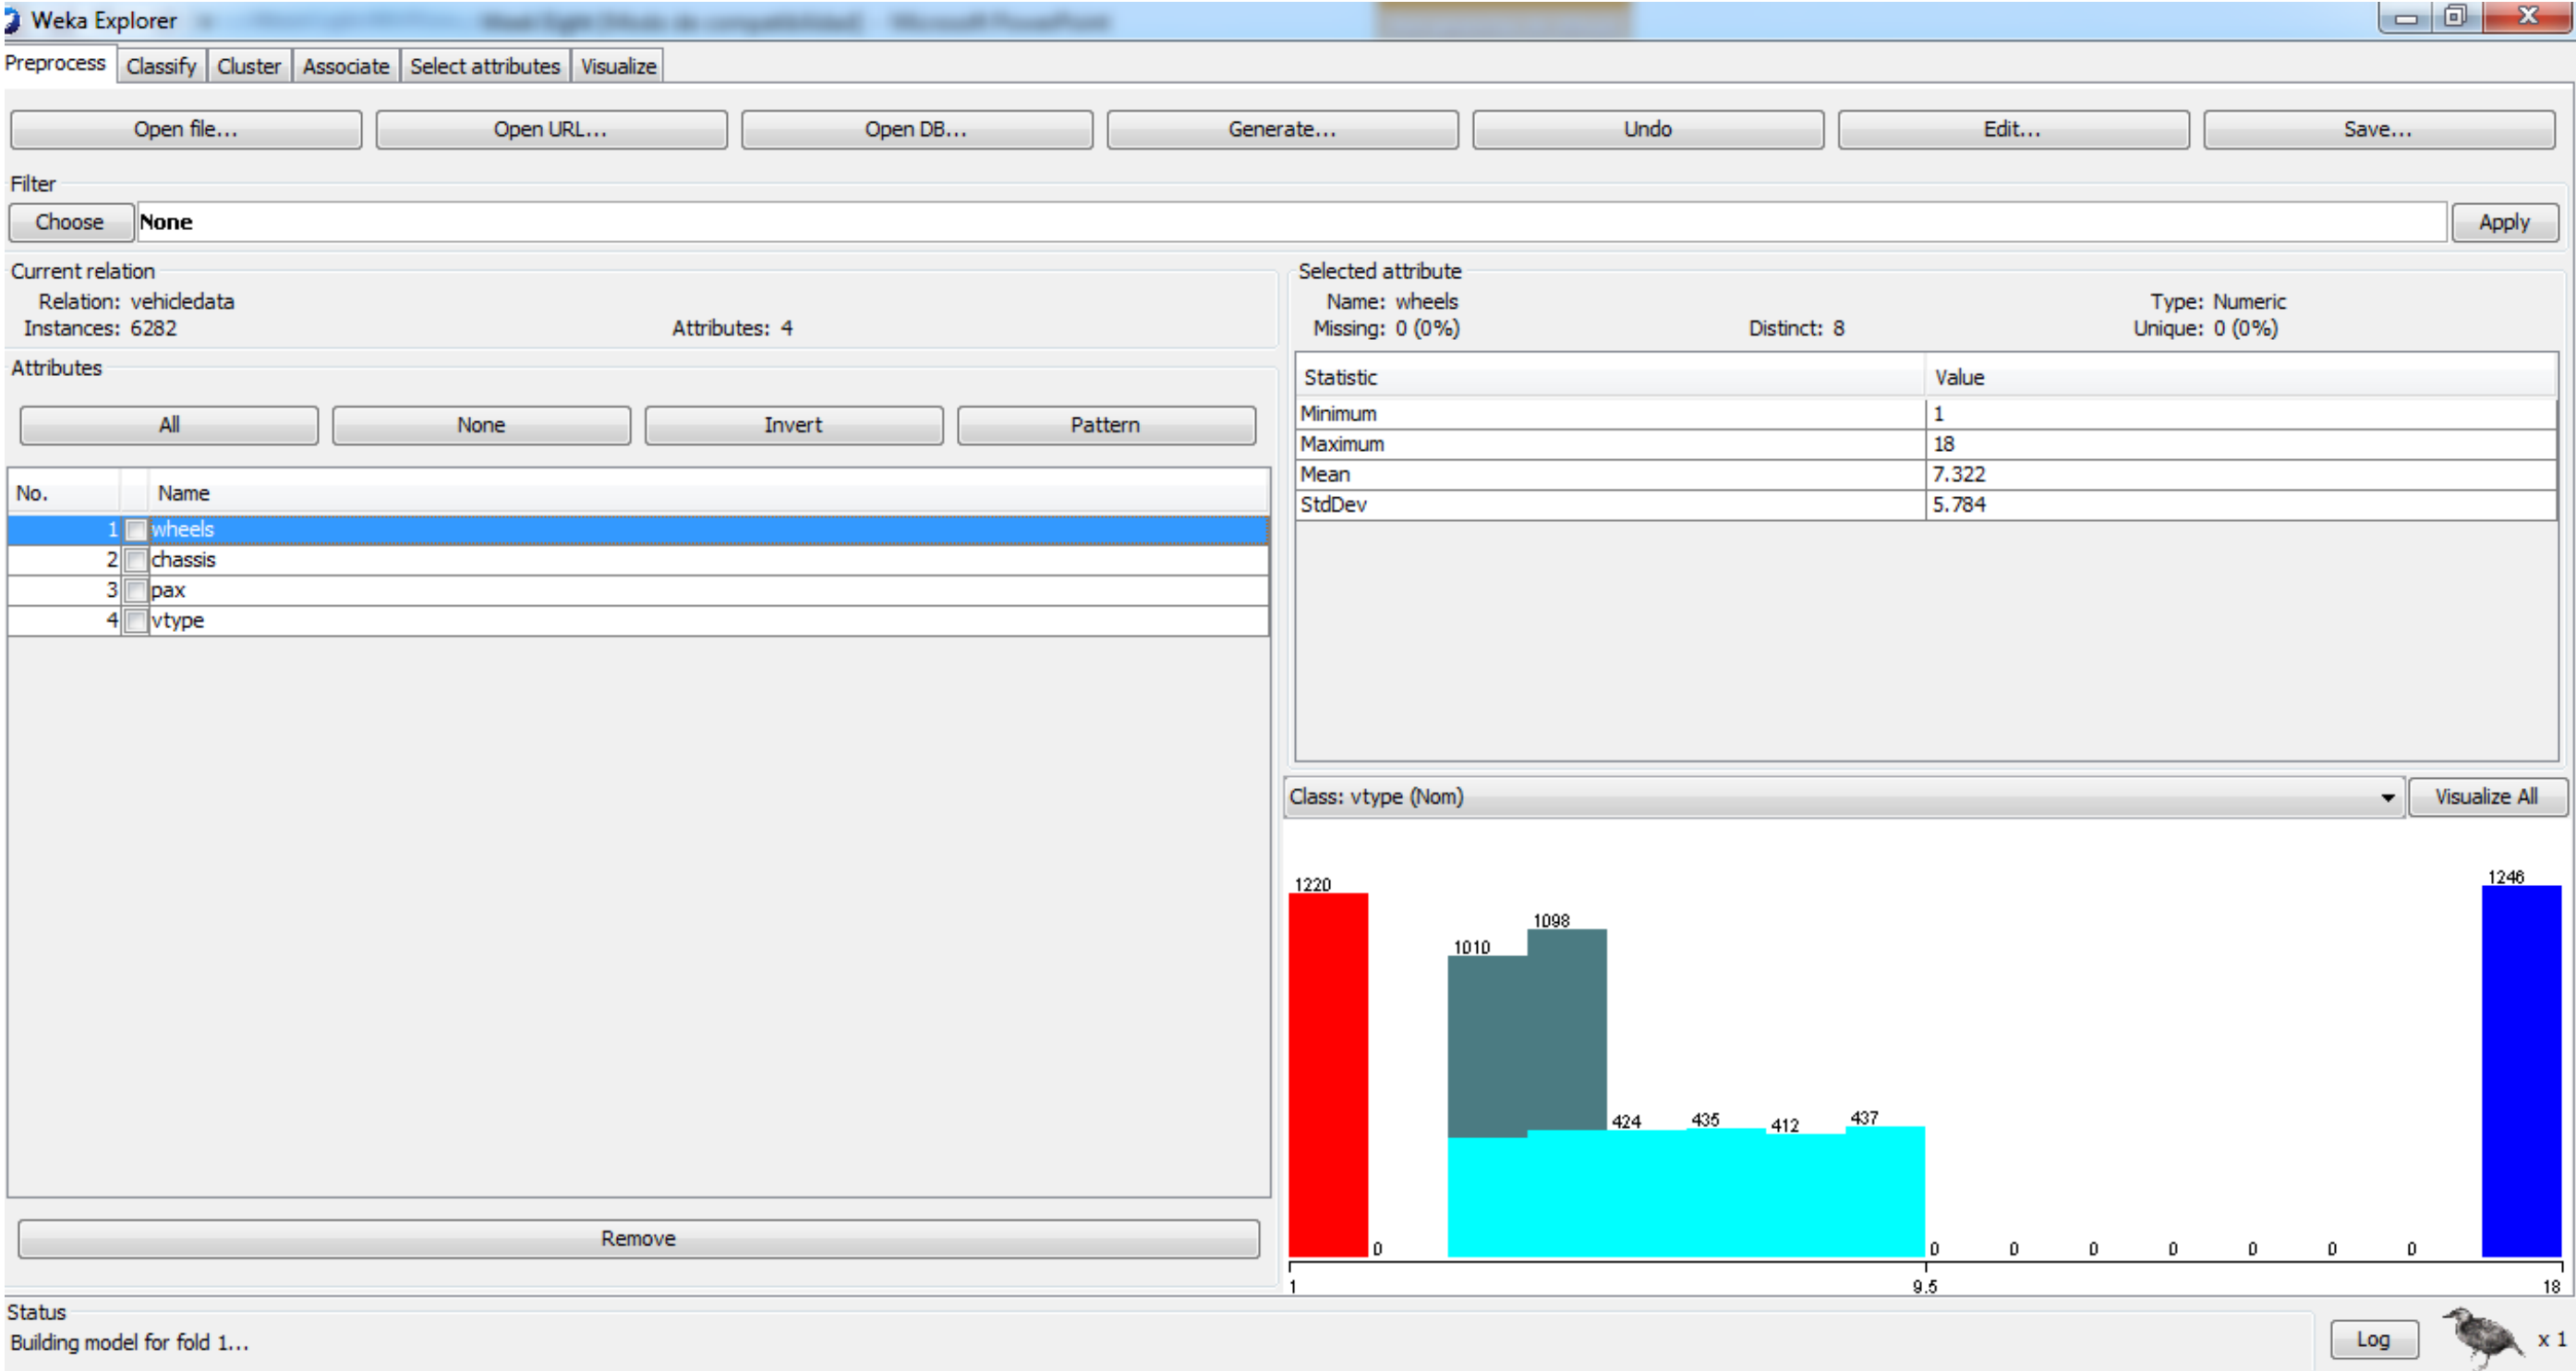 Weka Explorer
Preprocess Classify Cluster Associate Select attributes Visualize
Open file... Open URL... Open DB... Generate... Undo Edit... Save...
Filter
Choose None Apply
Current relation
Relation: vehicledata
Instances: 6282 Attributes: 4
Attributes
All None Invert Pattern
No. Name
1 wheels
2 chassis
3 pax
4 vtype
Remove
Selected attribute
Name: wheels Type: Numeric
Missing: 0 (0%) Distinct: 8 Unique: 0 (0%)
Statistic Value
Minimum 1
Maximum 18
Mean 7.322
StdDev 5.784
Class: vtype (Nom) Visualize All
1220 0 1010 1098 424 435 412 437 0 0 0 0 0 0 0 1246
1 9.5 18
Status
Building model for fold 1...
Log x 1